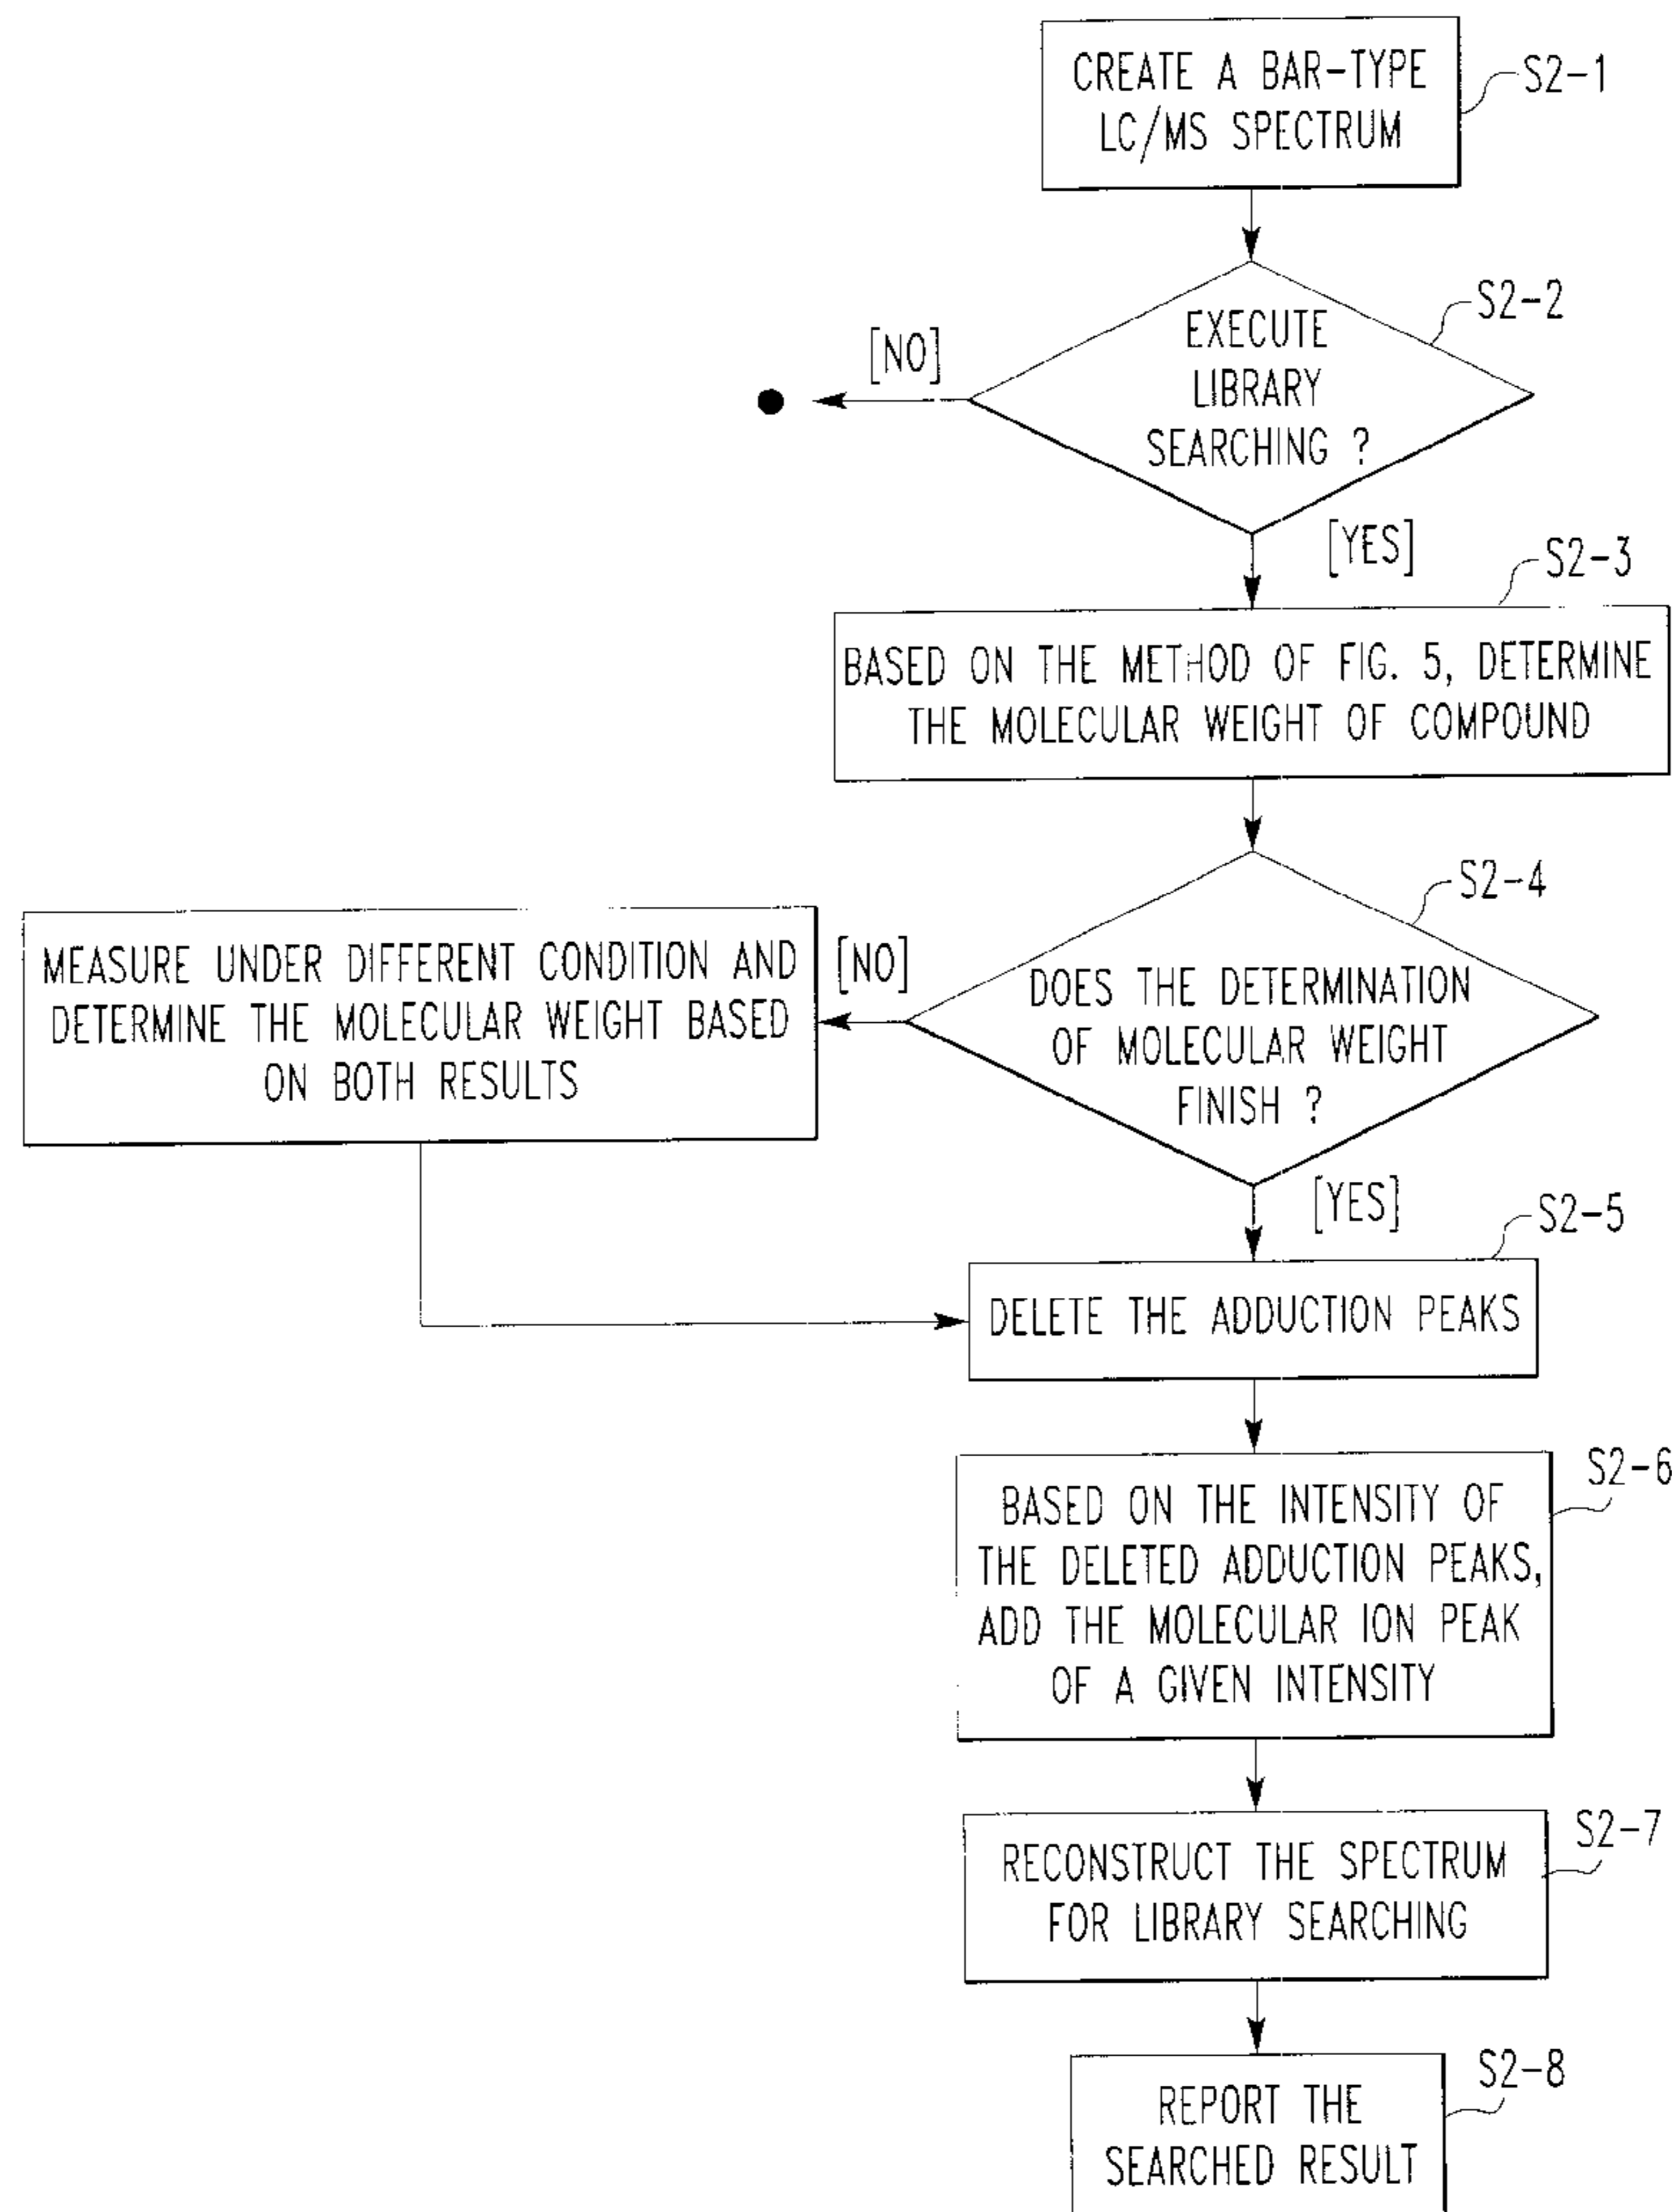 CREATE A BAR-TYPE
LC/MS SPECTRUM
S2-1
EXECUTE
LIBRARY
SEARCHING ?
S2-2
[NO]
[YES]
S2-3
BASED ON THE METHOD OF FIG. 5, DETERMINE
THE MOLECULAR WEIGHT OF COMPOUND
S2-4
DOES THE DETERMINATION
OF MOLECULAR WEIGHT
FINISH ?
[NO]
MEASURE UNDER DIFFERENT CONDITION AND
DETERMINE THE MOLECULAR WEIGHT BASED
ON BOTH RESULTS
[YES]
S2-5
DELETE THE ADDUCTION PEAKS
S2-6
BASED ON THE INTENSITY OF
THE DELETED ADDUCTION PEAKS,
ADD THE MOLECULAR ION PEAK
OF A GIVEN INTENSITY
S2-7
RECONSTRUCT THE SPECTRUM
FOR LIBRARY SEARCHING
S2-8
REPORT THE
SEARCHED RESULT